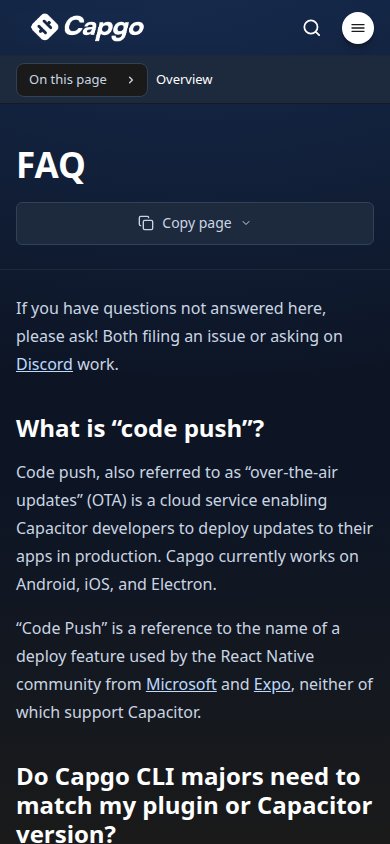 Capgo
On this page
Overview
FAQ
Copy page
If you have questions not answered here,
please ask! Both filing an issue or asking on
Discord work.
What is “code push”?
Code push, also referred to as “over-the-air
updates” (OTA) is a cloud service enabling
Capacitor developers to deploy updates to their
apps in production. Capgo currently works on
Android, iOS, and Electron.
“Code Push” is a reference to the name of a
deploy feature used by the React Native
community from Microsoft and Expo, neither of
which support Capacitor.
Do Capgo CLI majors need to
match my plugin or Capacitor
version?